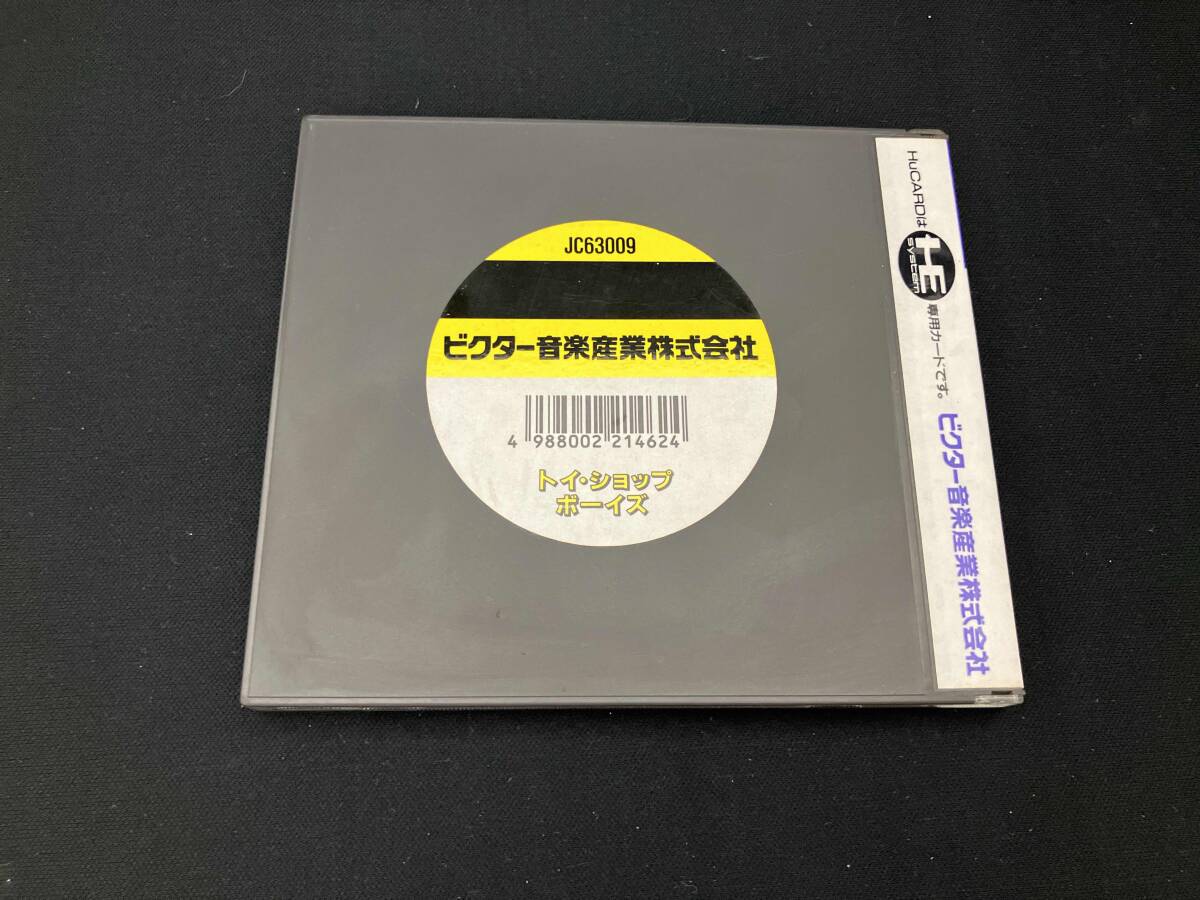 JC63009
ビクター音楽産業株式会社
4 988002 214624
トイ・ショップ
ボーイズ
HuCARDは HE system 専用カードです。 ビクター音楽産業株式会社